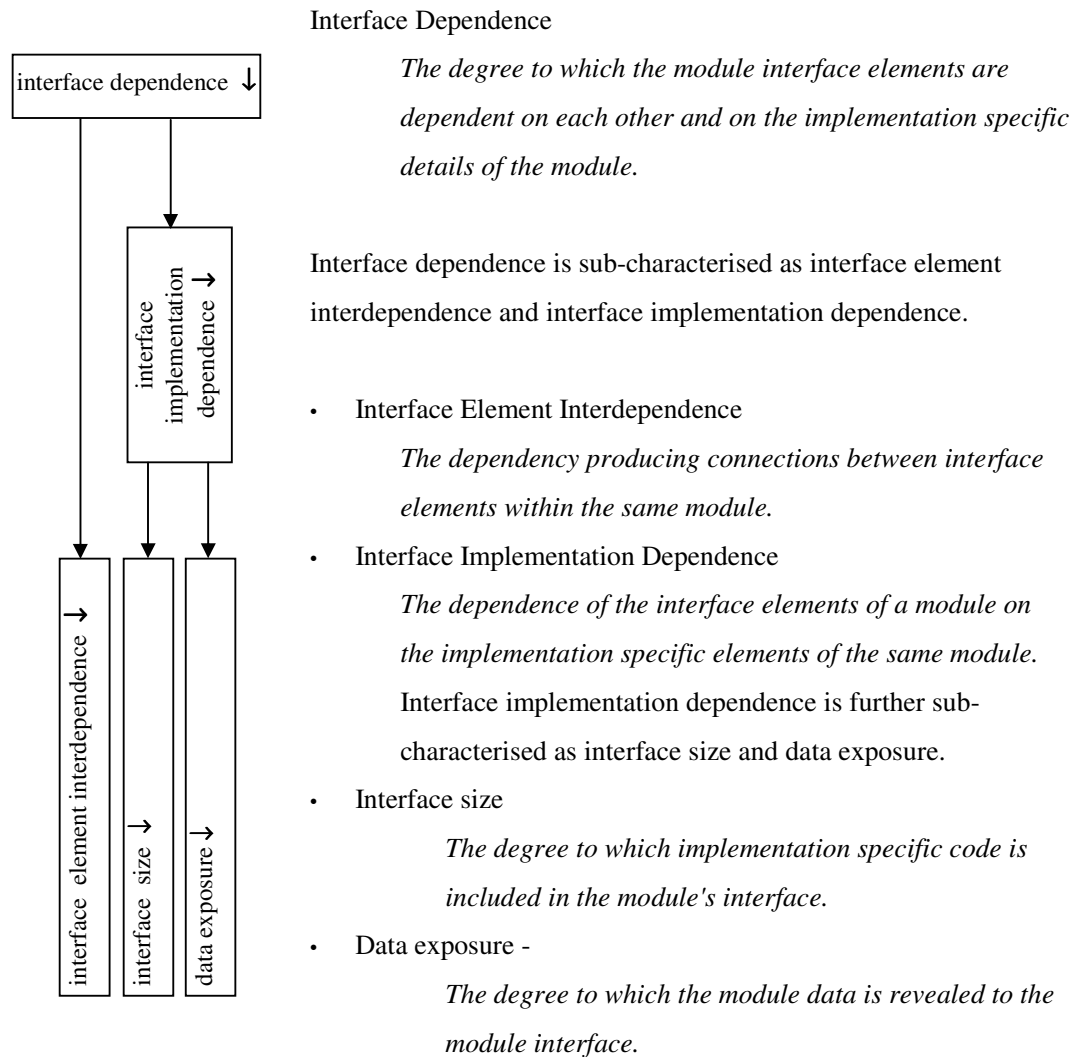 Interface Dependence
The degree to which the module interface elements are
dependent on each other and on the implementation specific
details of the module.
Interface dependence is sub-characterised as interface element
interdependence and interface implementation dependence.
• Interface Element Interdependence
The dependency producing connections between interface
elements within the same module.
• Interface Implementation Dependence
The dependence of the interface elements of a module on
the implementation specific elements of the same module.
Interface implementation dependence is further sub-
characterised as interface size and data exposure.
• Interface size
The degree to which implementation specific code is
included in the module's interface.
• Data exposure -
The degree to which the module data is revealed to the
module interface.
interface dependence ↓
interface
implementation
dependence ↓
interface element interdependence ↓
interface size ↓
data exposure ↓